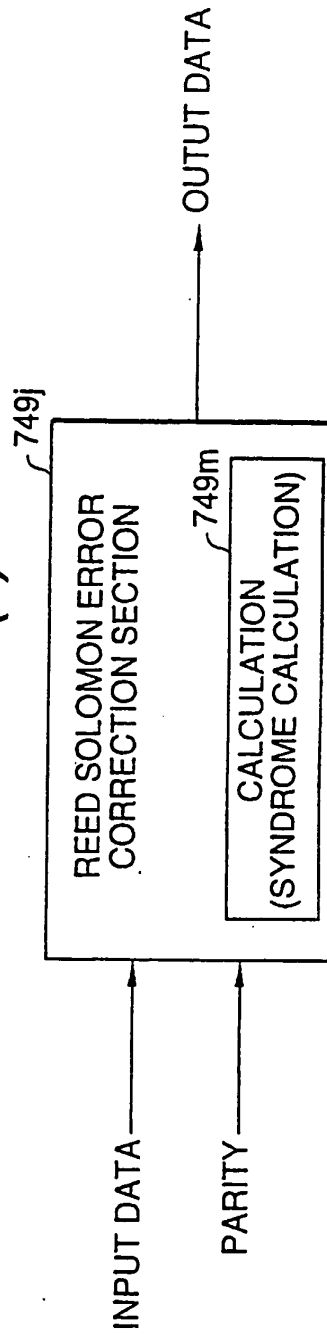 749j
REED SOLOMON ERROR
CORRECTION SECTION
749m
CALCULATION
(SYNDROME CALCULATION)
INPUT DATA
PARITY
OUTUT DATA